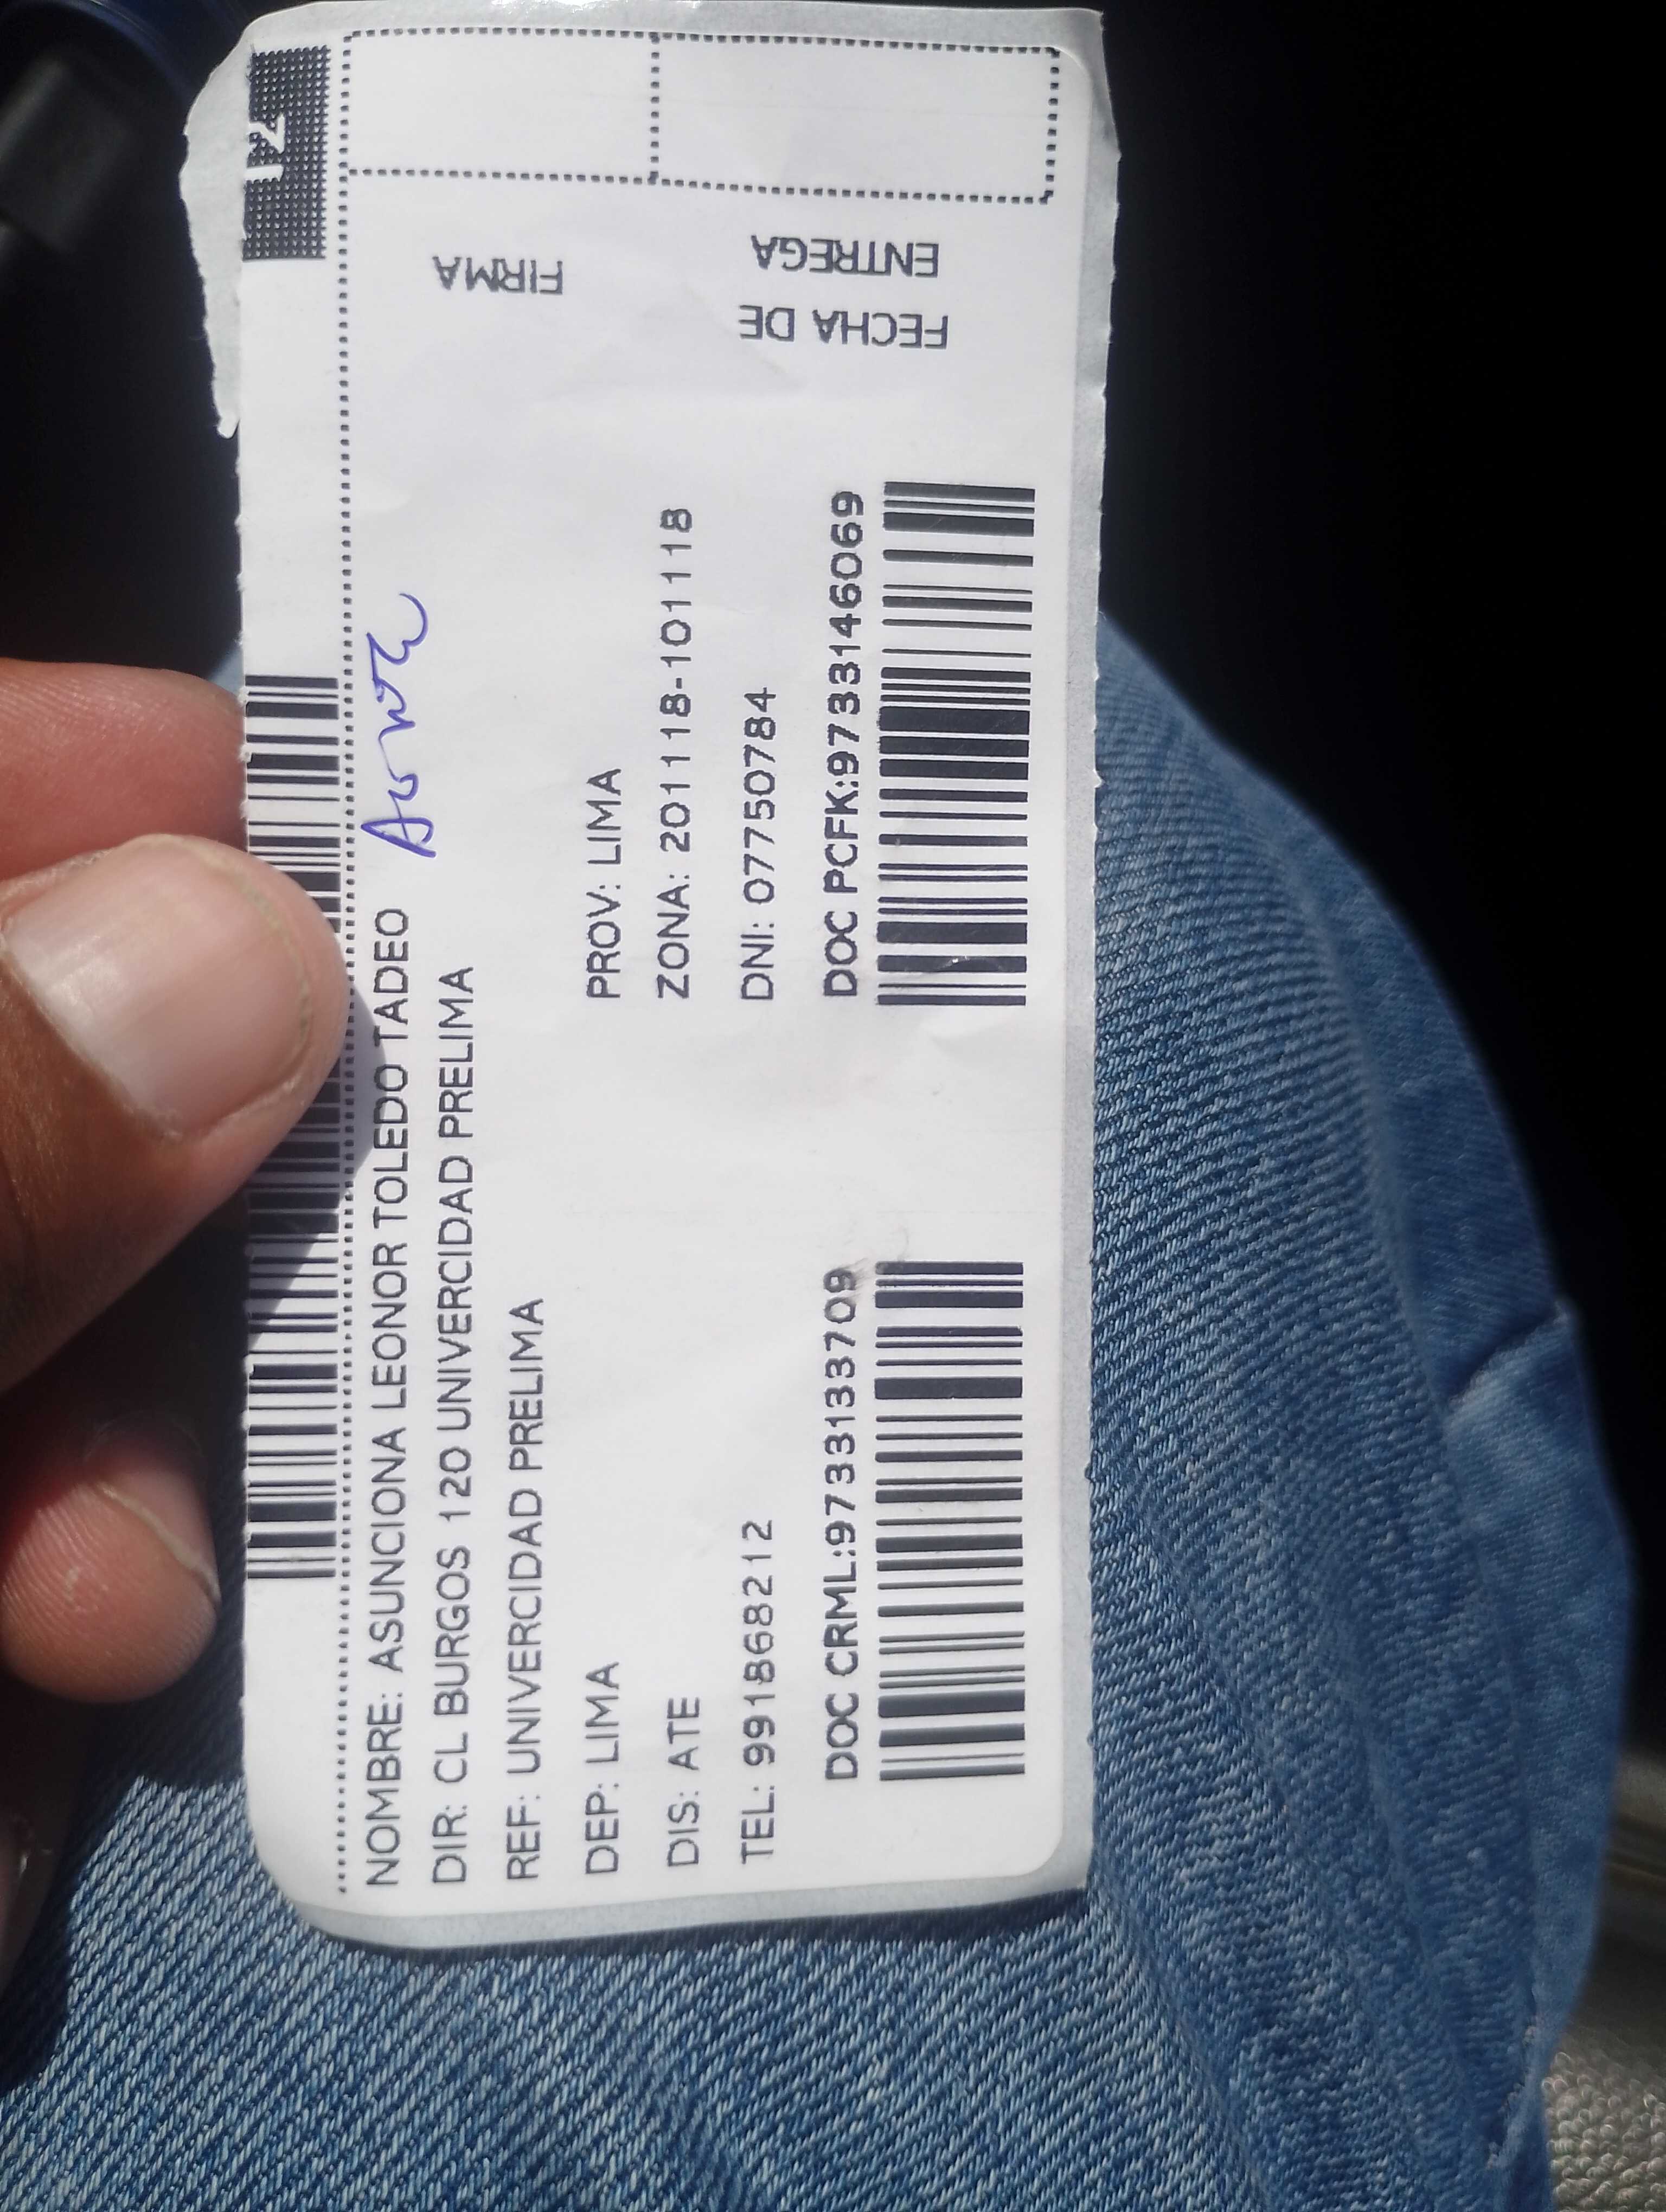 NOMBRE: ASUNCIONA LEONOR TOLEDO TADEO
DIR: CL BURGOS 120 UNIVERCIDAD PRELIMA
REF: UNIVERCIDAD PRELIMA
DEP: LIMA PROV: LIMA
DIS: ATE ZONA: 201118-101118
TEL: 991868212 DNI: 07750784
DOC CRML:9733133709 DOC PCFK:9733146069
FIRMA
FECHA DE
ENTREGA